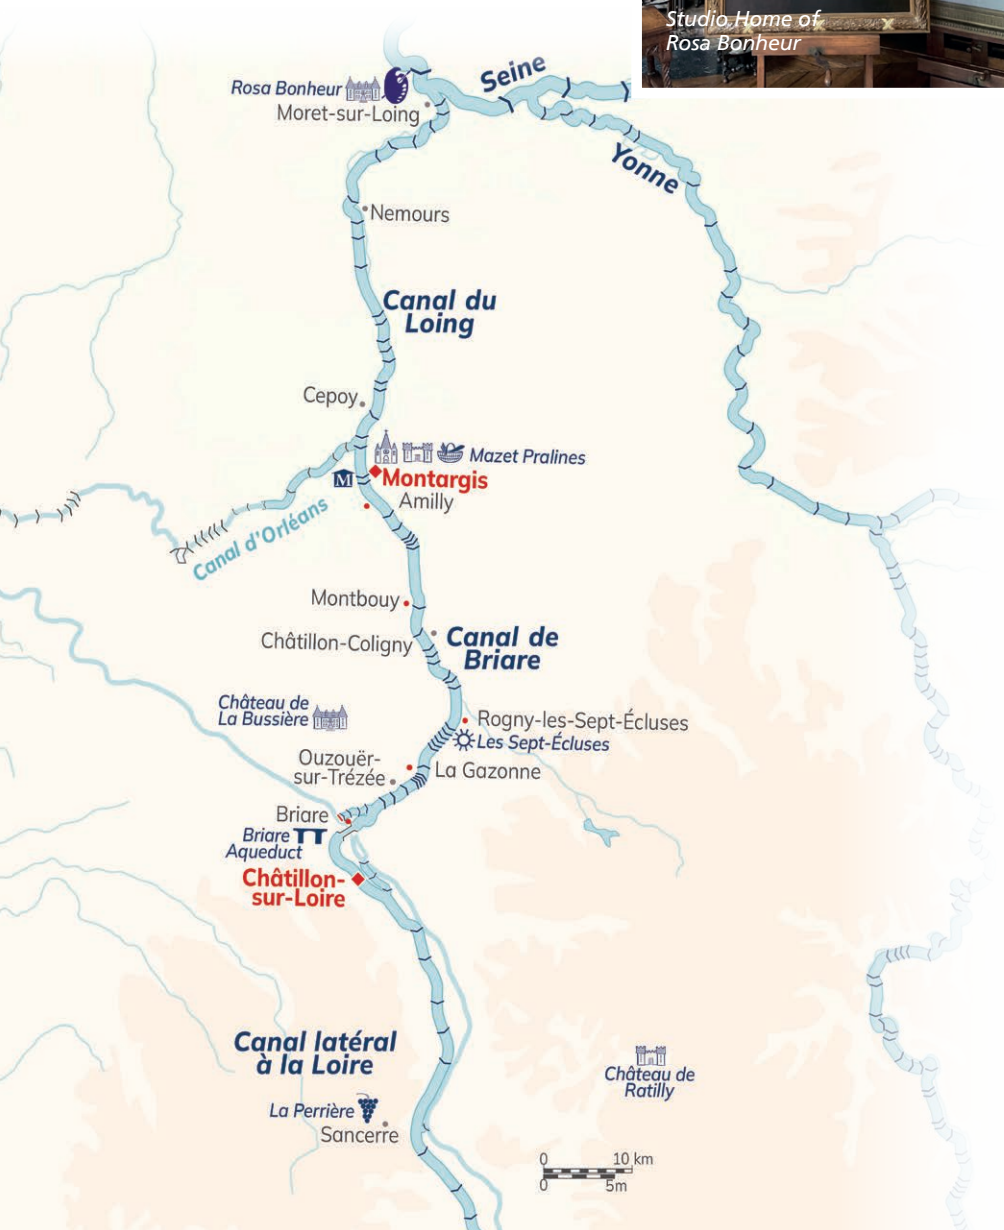 Studio Home of
Rosa Bonheur
Seine
Rosa Bonheur
Moret-sur-Loing
Yonne
Nemours
Canal du
Loing
Cepoy
Mazet Pralines
M
Montargis
Amilly
Canal d'Orléans
Montbouy
Châtillon-Coligny
Canal de
Briare
Château de
La Bussière
Rogny-les-Sept-Écluses
Les Sept-Écluses
Ouzouër-
sur-Trézée
La Gazonne
Briare
Briare
Aqueduct
Châtillon-
sur-Loire
Canal latéral
à la Loire
Château de
Ratilly
La Perrière
Sancerre
0 10 km
0 5m